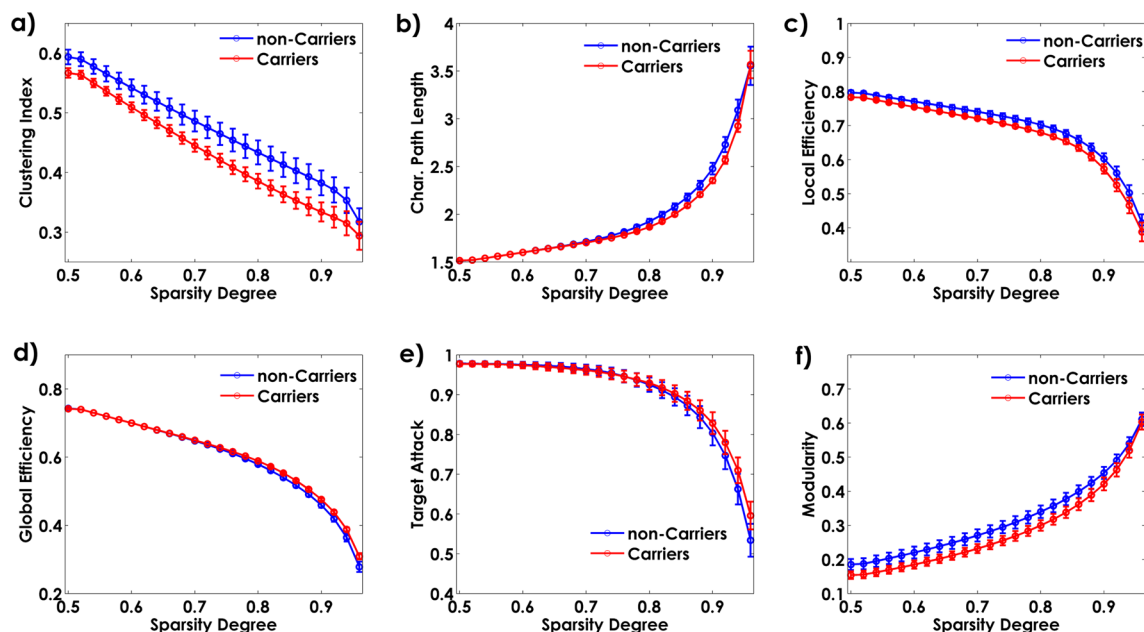 a)
non-Carriers
Carriers
Clustering Index
0.6
0.5
0.4
0.3
0.5 0.6 0.7 0.8 0.9
Sparsity Degree
b)
non-Carriers
Carriers
Char. Path Length
4
3.5
3
2.5
2
1.5
0.5 0.6 0.7 0.8 0.9
Sparsity Degree
c)
non-Carriers
Carriers
Local Efficiency
1
0.9
0.8
0.7
0.6
0.5
0.4
0.5 0.6 0.7 0.8 0.9
Sparsity Degree
d)
non-Carriers
Carriers
Global Efficiency
0.8
0.6
0.4
0.2
0.5 0.6 0.7 0.8 0.9
Sparsity Degree
e)
non-Carriers
Carriers
Target Attack
1
0.9
0.8
0.7
0.6
0.5
0.4
0.5 0.6 0.7 0.8 0.9
Sparsity Degree
f)
non-Carriers
Carriers
Modularity
0.7
0.6
0.5
0.4
0.3
0.2
0.1
0.5 0.6 0.7 0.8 0.9
Sparsity Degree